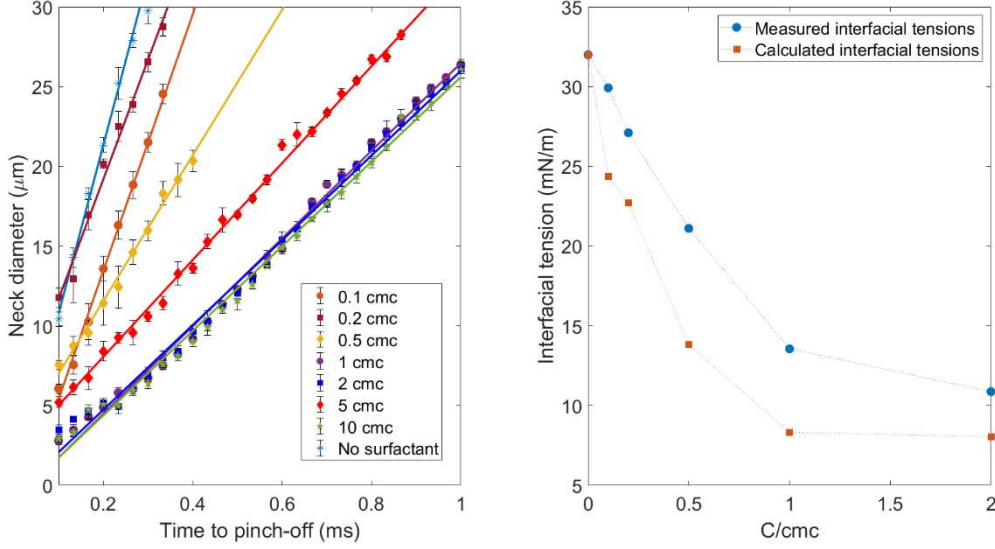 30
25
20
15
10
5
0
Neck diameter (μm)
0.2
0.4
0.6
0.8
1
Time to pinch-off (ms)
0.1 cmc
0.2 cmc
0.5 cmc
1 cmc
2 cmc
5 cmc
10 cmc
No surfactant
35
30
25
20
15
10
5
Interfacial tension (mN/m)
0
0.5
1
1.5
2
C/cmc
Measured interfacial tensions
Calculated interfacial tensions